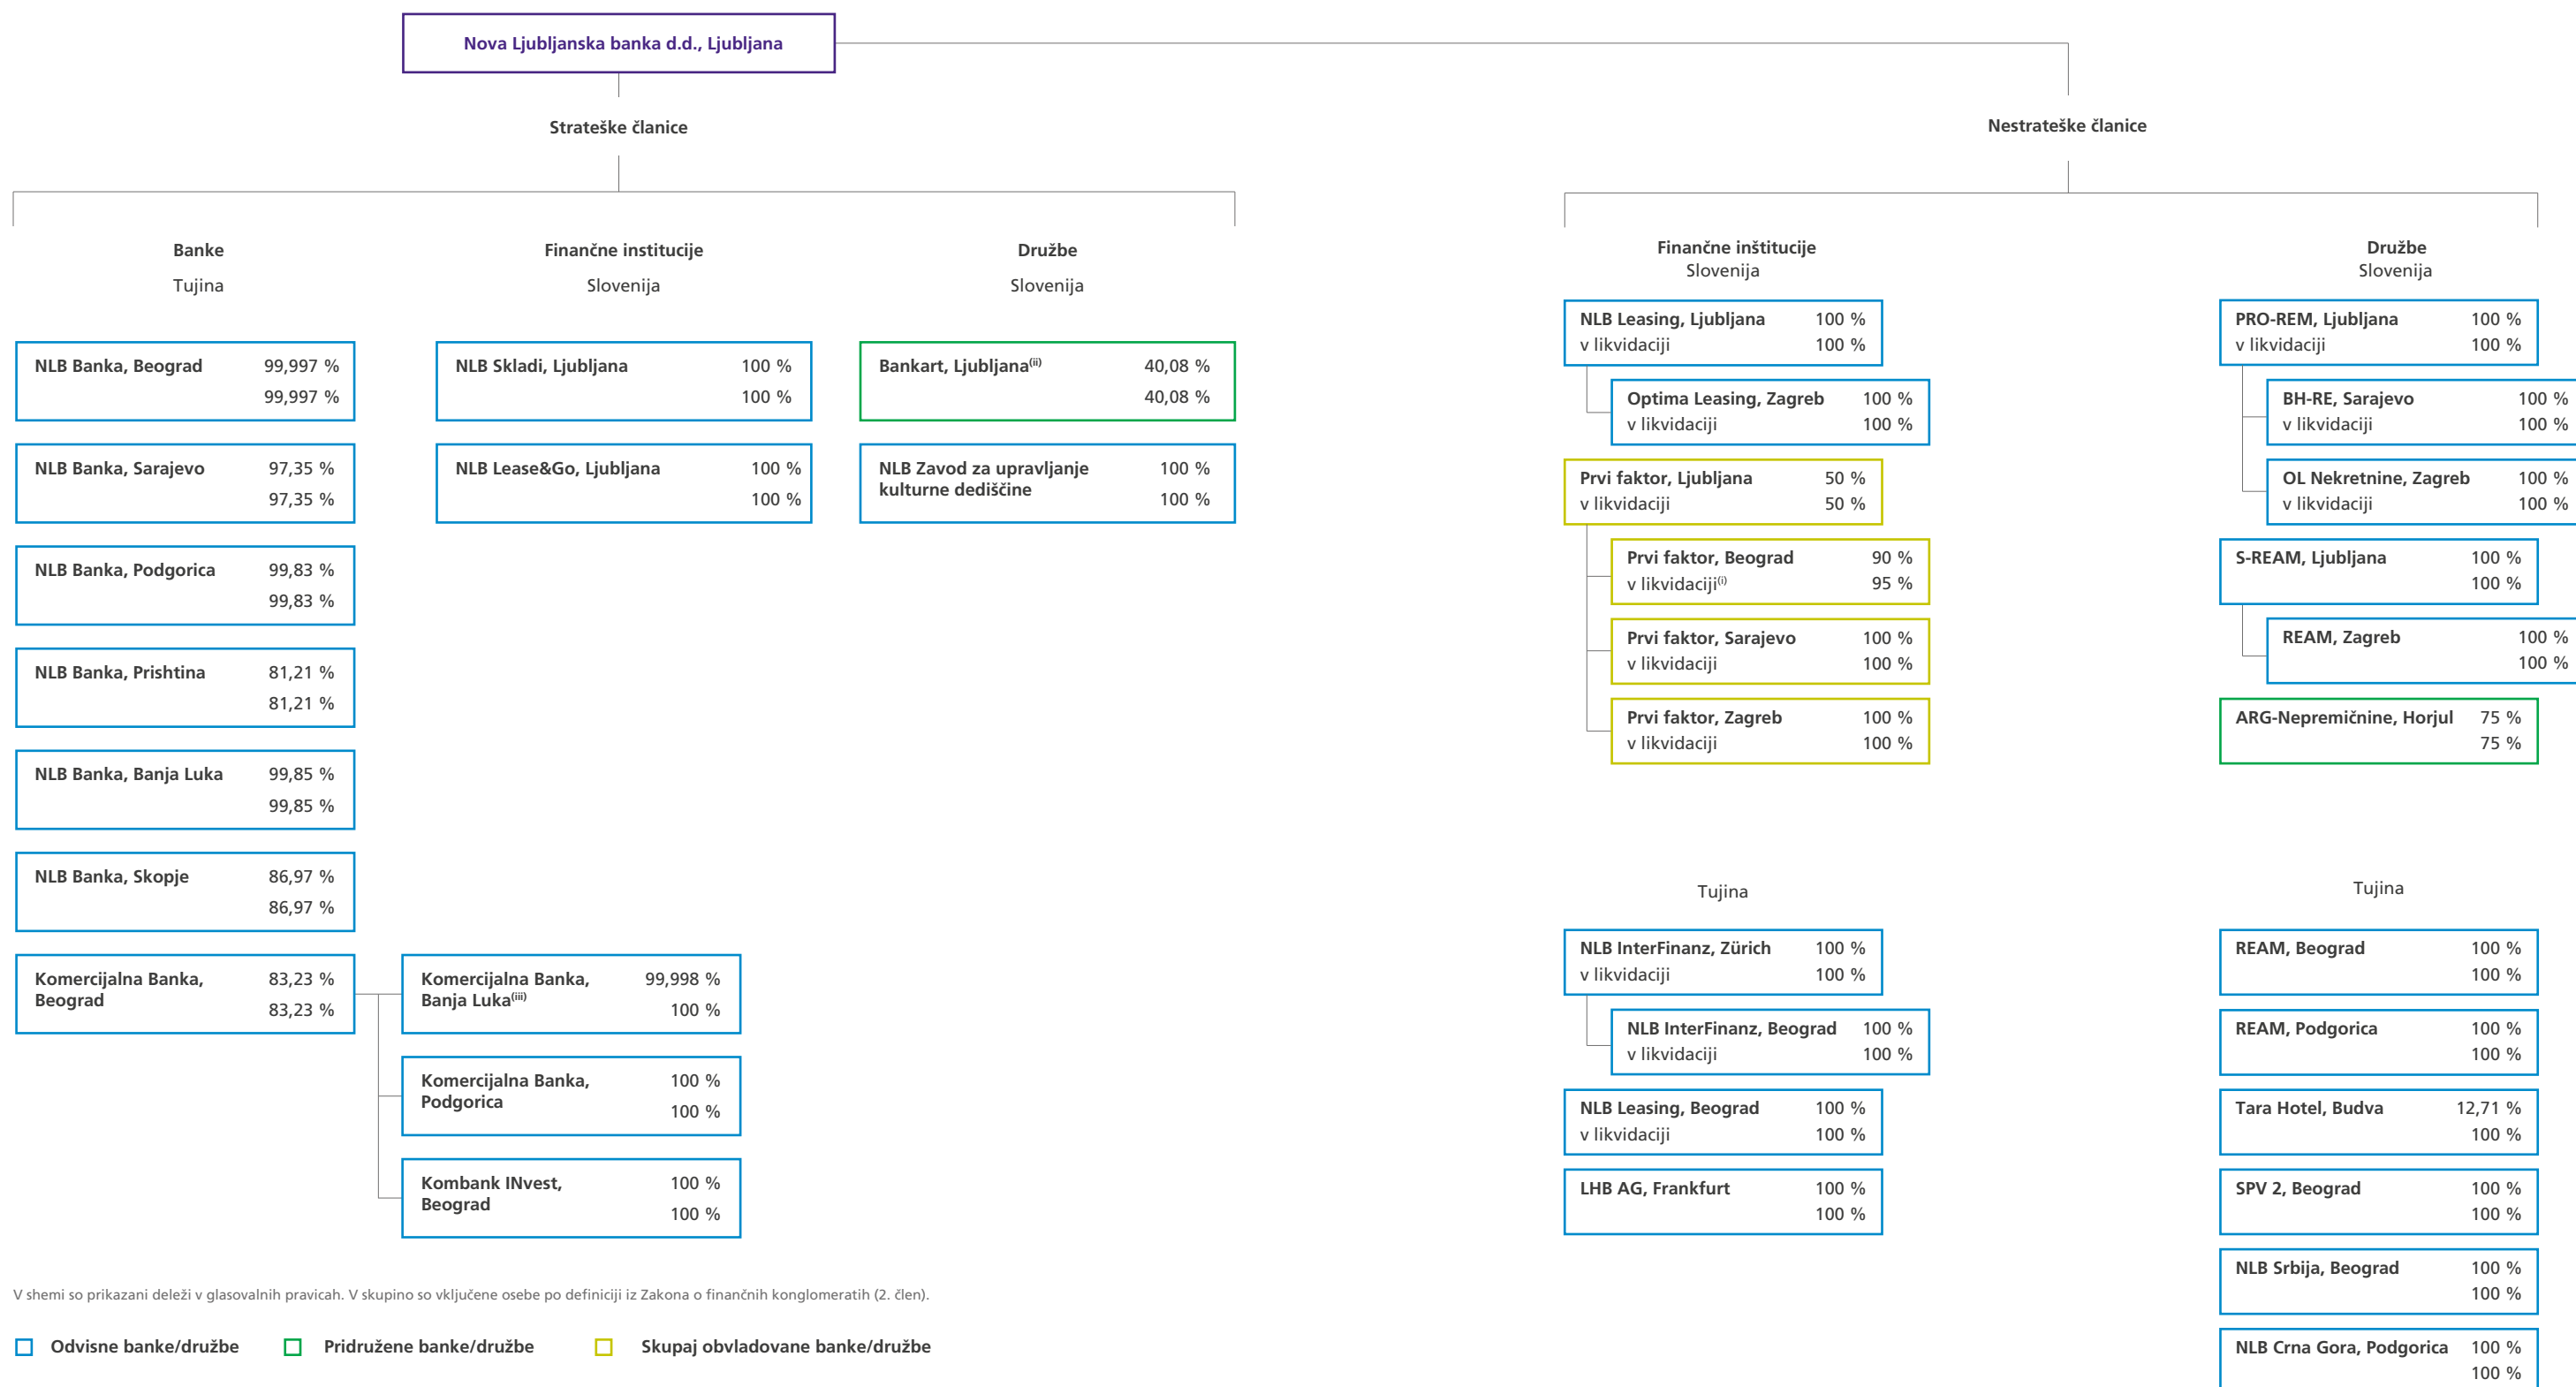 Nova Ljubljanska banka d.d., Ljubljana
Strateške članice
Banke
Tujina
NLB Banka, Beograd 99,997 %
99,997 %
NLB Banka, Sarajevo 97,35 %
97,35 %
NLB Banka, Podgorica 99,83 %
99,83 %
NLB Banka, Prishtina 81,21 %
81,21 %
NLB Banka, Banja Luka 99,85 %
99,85 %
NLB Banka, Skopje 86,97 %
86,97 %
Komercijalna Banka, 83,23 %
Beograd
83,23 %
Komercijalna Banka, 99,998 %
Banja Luka(iii)
100 %
Komercijalna Banka, 100 %
Podgorica
100 %
Kombank INvest, 100 %
Beograd
100 %
Finančne institucije
Slovenija
NLB Skladi, Ljubljana 100 %
100 %
NLB Lease&Go, Ljubljana 100 %
100 %
Družbe
Slovenija
Bankart, Ljubljana(ii) 40,08 %
40,08 %
NLB Zavod za upravljanje 100 %
kulturne dediščine
100 %
Nestrateške članice
Finančne inštitucije
Slovenija
NLB Leasing, Ljubljana 100 %
v likvidaciji 100 %
Optima Leasing, Zagreb 100 %
v likvidaciji 100 %
Prvi faktor, Ljubljana 50 %
v likvidaciji 50 %
Prvi faktor, Beograd 90 %
v likvidaciji(i) 95 %
Prvi faktor, Sarajevo 100 %
v likvidaciji 100 %
Prvi faktor, Zagreb 100 %
v likvidaciji 100 %
Tujina
NLB InterFinanz, Zürich 100 %
v likvidaciji 100 %
NLB InterFinanz, Beograd 100 %
v likvidaciji 100 %
NLB Leasing, Beograd 100 %
v likvidaciji 100 %
LHB AG, Frankfurt 100 %
100 %
Družbe
Slovenija
PRO-REM, Ljubljana 100 %
v likvidaciji 100 %
BH-RE, Sarajevo 100 %
v likvidaciji 100 %
OL Nekretnine, Zagreb 100 %
v likvidaciji 100 %
S-REAM, Ljubljana 100 %
100 %
REAM, Zagreb 100 %
100 %
ARG-Nepremičnine, Horjul 75 %
75 %
Tujina
REAM, Beograd 100 %
100 %
REAM, Podgorica 100 %
100 %
Tara Hotel, Budva 12,71 %
100 %
SPV 2, Beograd 100 %
100 %
NLB Srbija, Beograd 100 %
100 %
NLB Crna Gora, Podgorica 100 %
100 %
V shemi so prikazani deleži v glasovalnih pravicah. V skupino so vključene osebe po definiciji iz Zakona o finančnih konglomeratih (2. člen).
Odvisne banke/družbe Pridružene banke/družbe Skupaj obvladovane banke/družbe